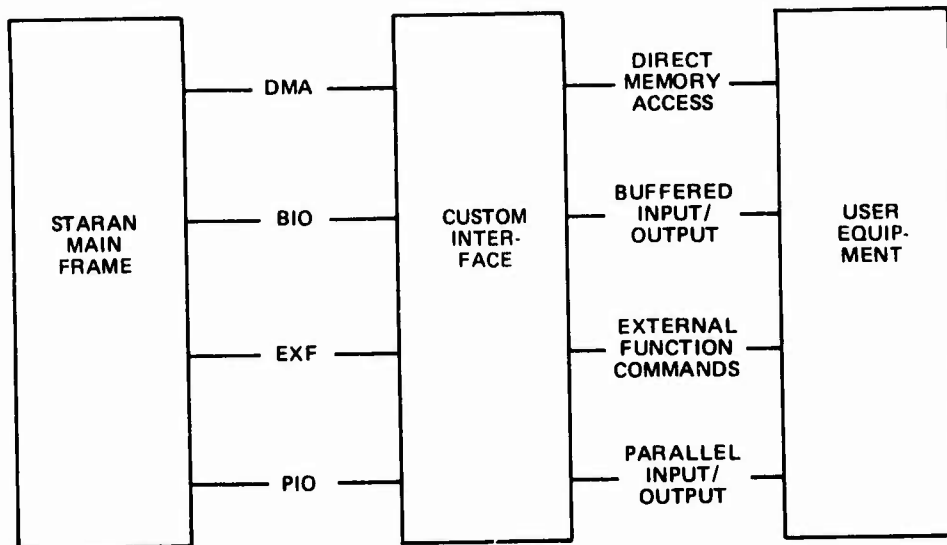 STARAN
MAIN
FRAME
DMA
BIO
EXF
PIO
CUSTOM
INTER-
FACE
DIRECT
MEMORY
ACCESS
BUFFERED
INPUT/
OUTPUT
EXTERNAL
FUNCTION
COMMANDS
PARALLEL
INPUT/
OUTPUT
USER
EQUIP-
MENT